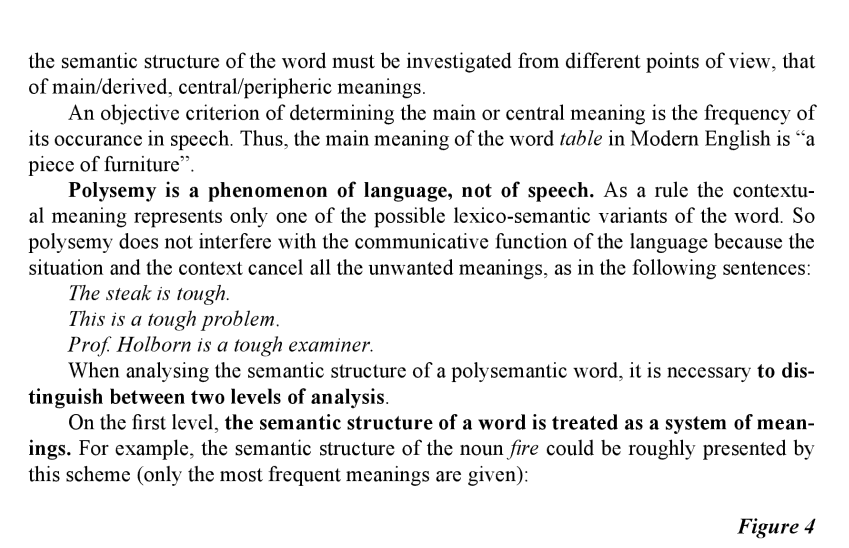 the semantic structure of the word must be investigated from different points of view, that
of main/derived, central/peripheric meanings.
An objective criterion of determining the main or central meaning is the frequency of
its occurance in speech. Thus, the main meaning of the word table in Modern English is “a
piece of furniture”.
Polysemy is a phenomenon of language, not of speech. As a rule the contextu-
al meaning represents only one of the possible lexico-semantic variants of the word. So
polysemy does not interfere with the communicative function of the language because the
situation and the context cancel all the unwanted meanings, as in the following sentences:
The steak is tough.
This is a tough problem.
Prof. Holborn is a tough examiner.
When analysing the semantic structure of a polysemantic word, it is necessary to dis-
tinguish between two levels of analysis.
On the first level, the semantic structure of a word is treated as a system of mean-
ings. For example, the semantic structure of the noun fire could be roughly presented by
this scheme (only the most frequent meanings are given):
Figure 4